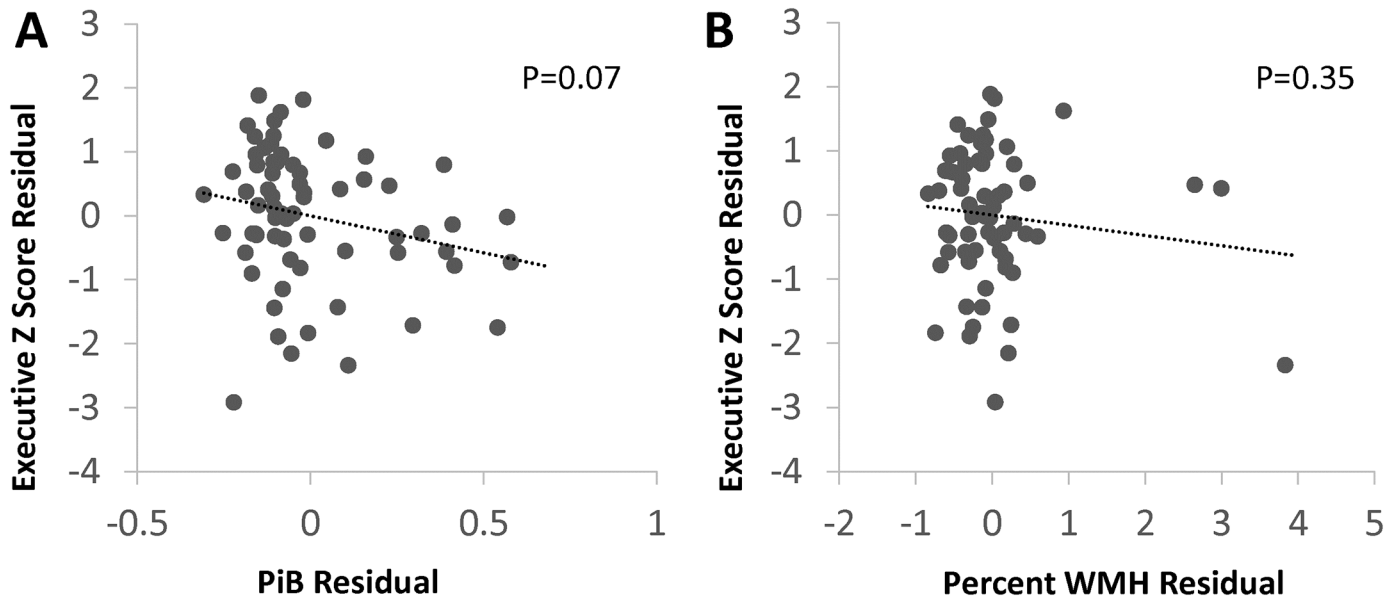 A
P=0.07
Executive Z Score Residual
3
2
1
0
-1
-2
-3
-4
-0.5 0 0.5 1
PiB Residual
B
P=0.35
Executive Z Score Residual
3
2
1
0
-1
-2
-3
-4
-2 -1 0 1 2 3 4 5
Percent WMH Residual